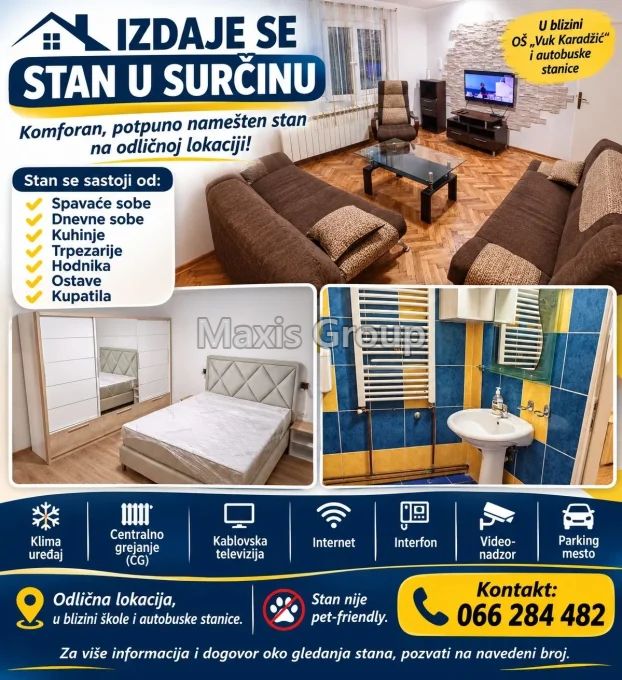 IZDAJE SE
STAN U SURČINU
Komforan, potpuno namešten stan
na odličnoj lokaciji!
U blizini
OŠ „Vuk Karadžić“
i autobuske
stanice
Stan se sastoji od:
Spavaće sobe
Dnevne sobe
Kuhinje
Trpezarije
Hodnika
Ostave
Kupatila
Maxis Group
Klima
uređaj
Centralno
grejanje
(CG)
Kablovska
televizija
Internet
Interfon
Video-
nadzor
Parking
mesto
Odlična lokacija,
u blizini škole i autobuske stanice.
Stan nije
pet-friendly.
Kontakt:
066 284 482
Za više informacija i dogovor oko gledanja stana, pozvati na navedeni broj.